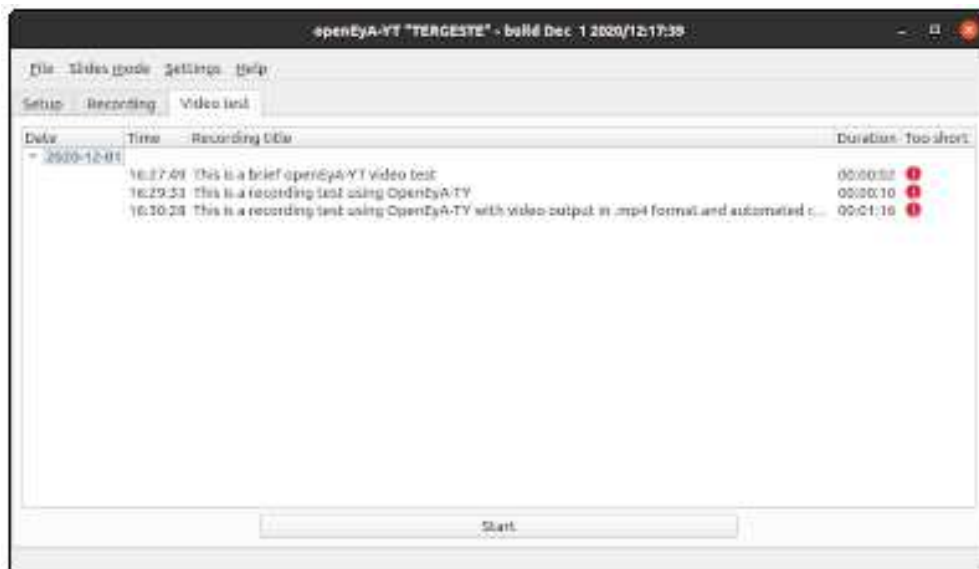 openEyA-YT "TERGESTE" - build Dec 1 2020/12:17:39
File Slides mode Settings Help
Setup Recording Video test
Date Time Recording title Duration Too short
2020-12-01
16:27:49 This is a brief openEyA-YT video test 00:00:02
16:29:33 This is a recording test using OpenEyA-TY 00:00:10
16:30:28 This is a recording test using OpenEyA-TY with video output in .mp4 format and automated c... 00:01:16
Start